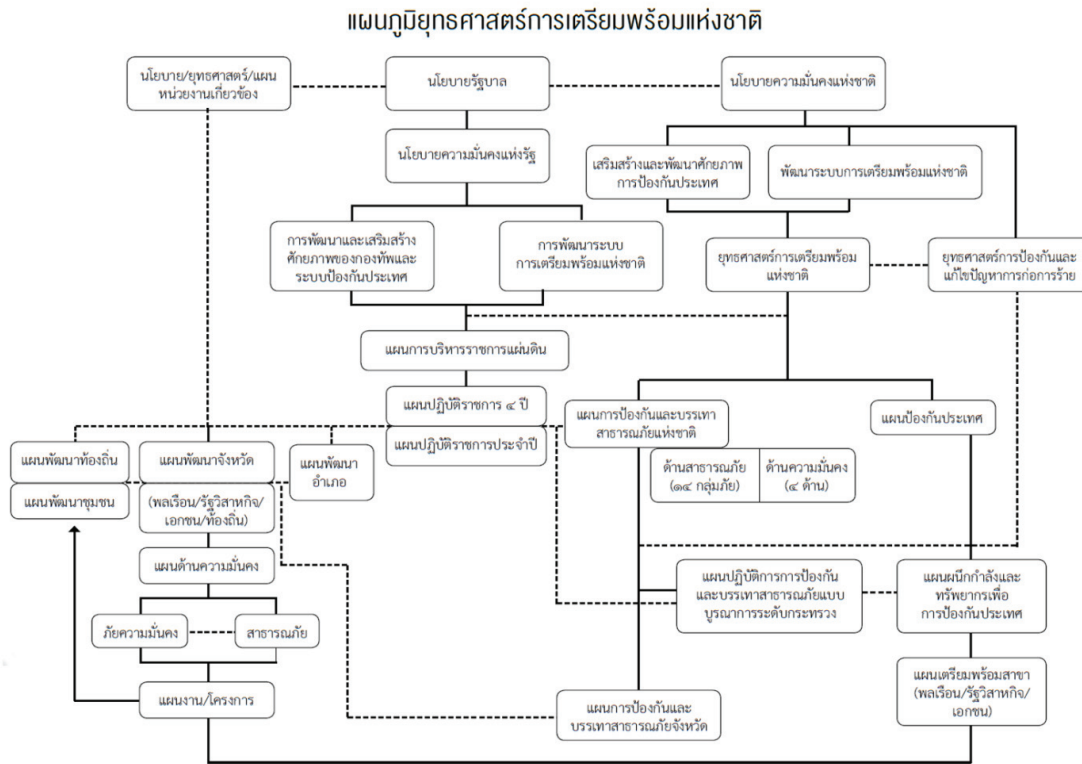 แผนภูมิยุทธศาสตร์การเตรียมพร้อมแห่งชาติ
นโยบาย/ยุทธศาสตร์/แผน
หน่วยงานเกี่ยวข้อง
นโยบายรัฐบาล
นโยบายความมั่นคงแห่งชาติ
นโยบายความมั่นคงแห่งรัฐ
เสริมสร้างและพัฒนาศักยภาพ
การป้องกันประเทศ
พัฒนาระบบการเตรียมพร้อมแห่งชาติ
การพัฒนาและเสริมสร้าง
ศักยภาพของกองทัพและ
ระบบป้องกันประเทศ
การพัฒนาระบบ
การเตรียมพร้อมแห่งชาติ
ยุทธศาสตร์การเตรียมพร้อม
แห่งชาติ
ยุทธศาสตร์การป้องกันและ
แก้ไขปัญหาการก่อการร้าย
แผนการบริหารราชการแผ่นดิน
แผนปฏิบัติราชการ ๔ ปี
แผนปฏิบัติราชการประจำปี
แผนการป้องกันและบรรเทา
สาธารณภัยแห่งชาติ
แผนป้องกันประเทศ
แผนพัฒนาท้องถิ่น
แผนพัฒนาชุมชน
แผนพัฒนาจังหวัด
(พลเรือน/รัฐวิสาหกิจ/
เอกชน/ท้องถิ่น)
แผนพัฒนา
อำเภอ
ด้านสาธารณภัย
(๑๔ กลุ่มภัย)
ด้านความมั่นคง
(๔ ด้าน)
แผนด้านความมั่นคง
แผนปฏิบัติการการป้องกัน
และบรรเทาสาธารณภัยแบบ
บูรณาการระดับกระทรวง
แผนผนึกกำลังและ
ทรัพยากรเพื่อ
การป้องกันประเทศ
ภัยความมั่นคง
สาธารณภัย
แผนงาน/โครงการ
แผนการป้องกันและ
บรรเทาสาธารณภัยจังหวัด
แผนเตรียมพร้อมสาขา
(พลเรือน/รัฐวิสาหกิจ/
เอกชน)